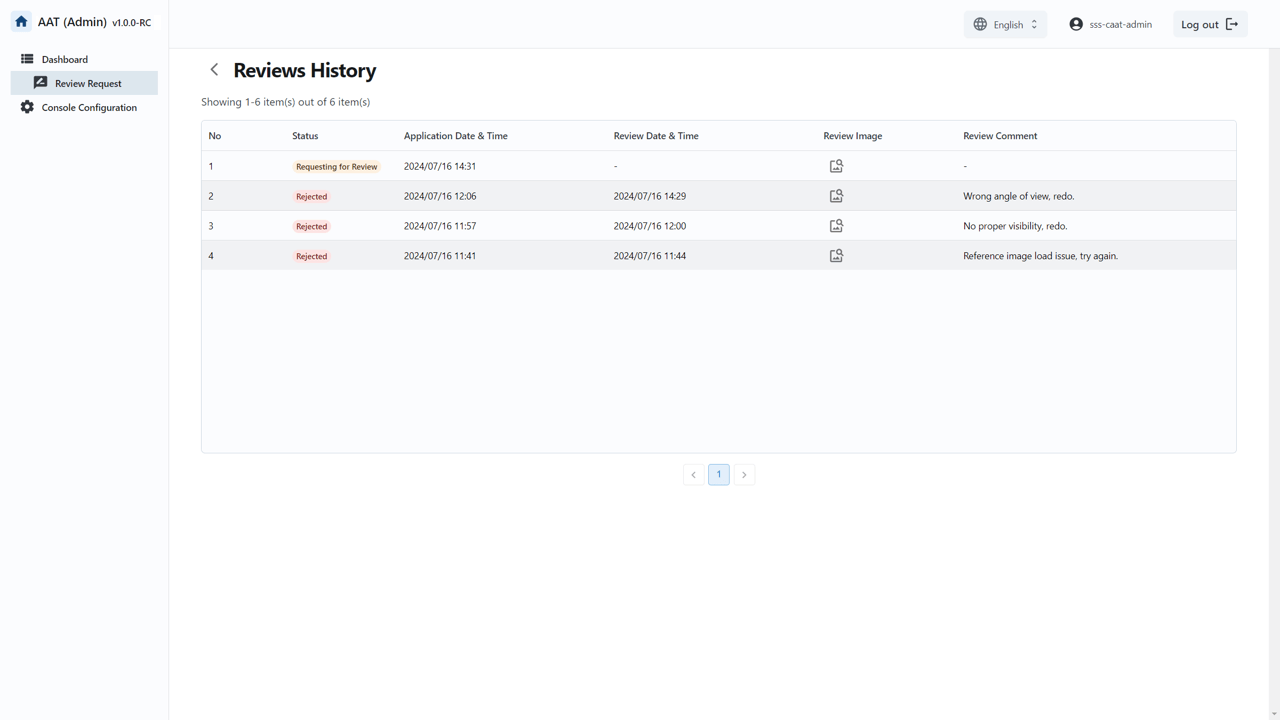 AAT (Admin) v1.0.0-RC
English
sss-caat-admin
Log out
Dashboard
Review Request
Console Configuration
Reviews History
Showing 1-6 item(s) out of 6 item(s)
No Status Application Date & Time Review Date & Time Review Image Review Comment
1 Requesting for Review 2024/07/16 14:31 - -
2 Rejected 2024/07/16 12:06 2024/07/16 14:29 Wrong angle of view, redo.
3 Rejected 2024/07/16 11:57 2024/07/16 12:00 No proper visibility, redo.
4 Rejected 2024/07/16 11:41 2024/07/16 11:44 Reference image load issue, try again.
1